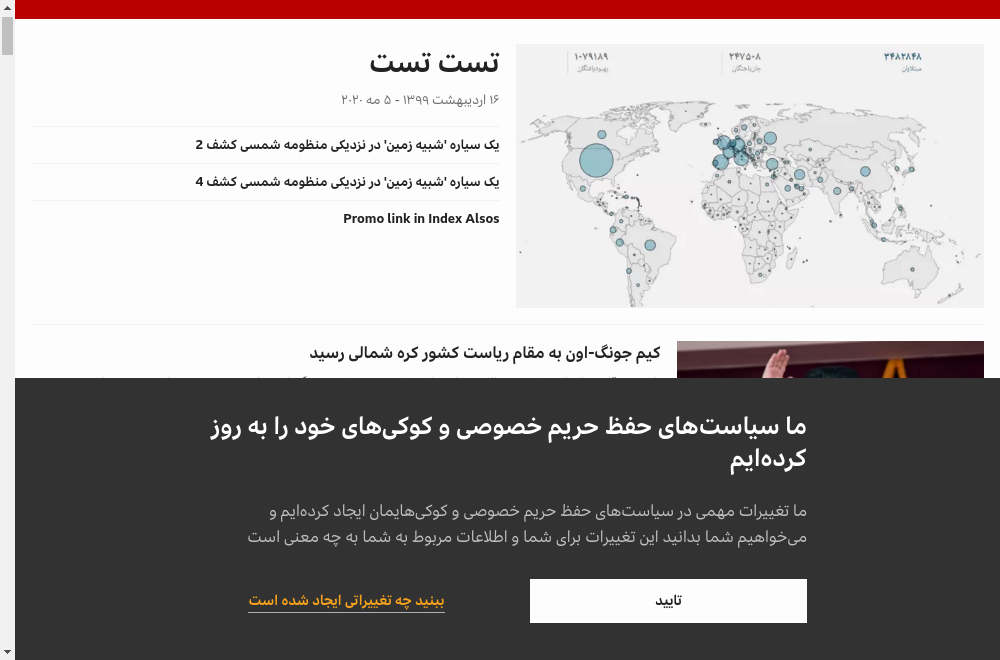 ۳۴۸۲۸۴۸
مبتلایان
۲۴۷۵۰۸
جان‌باختگان
۱۰۷۹۱۸۹
بهبودیافتگان
تست تست
۱۶ اردیبهشت ۱۳۹۹ - ۵ مه ۲۰۲۰
یک سیاره 'شبیه زمین' در نزدیکی منظومه شمسی کشف 2
یک سیاره 'شبیه زمین' در نزدیکی منظومه شمسی کشف 4
Promo link in Index Alsos
کیم جونگ-اون به مقام ریاست کشور کره شمالی رسید
ما سیاست‌های حفظ حریم خصوصی و کوکی‌های خود را به روز
کرده‌ایم
ما تغییرات مهمی در سیاست‌های حفظ حریم خصوصی و کوکی‌هایمان ایجاد کرده‌ایم و
می‌خواهیم شما بدانید این تغییرات برای شما و اطلاعات مربوط به شما به چه معنی است
تایید
ببنید چه تغییراتی ایجاد شده است